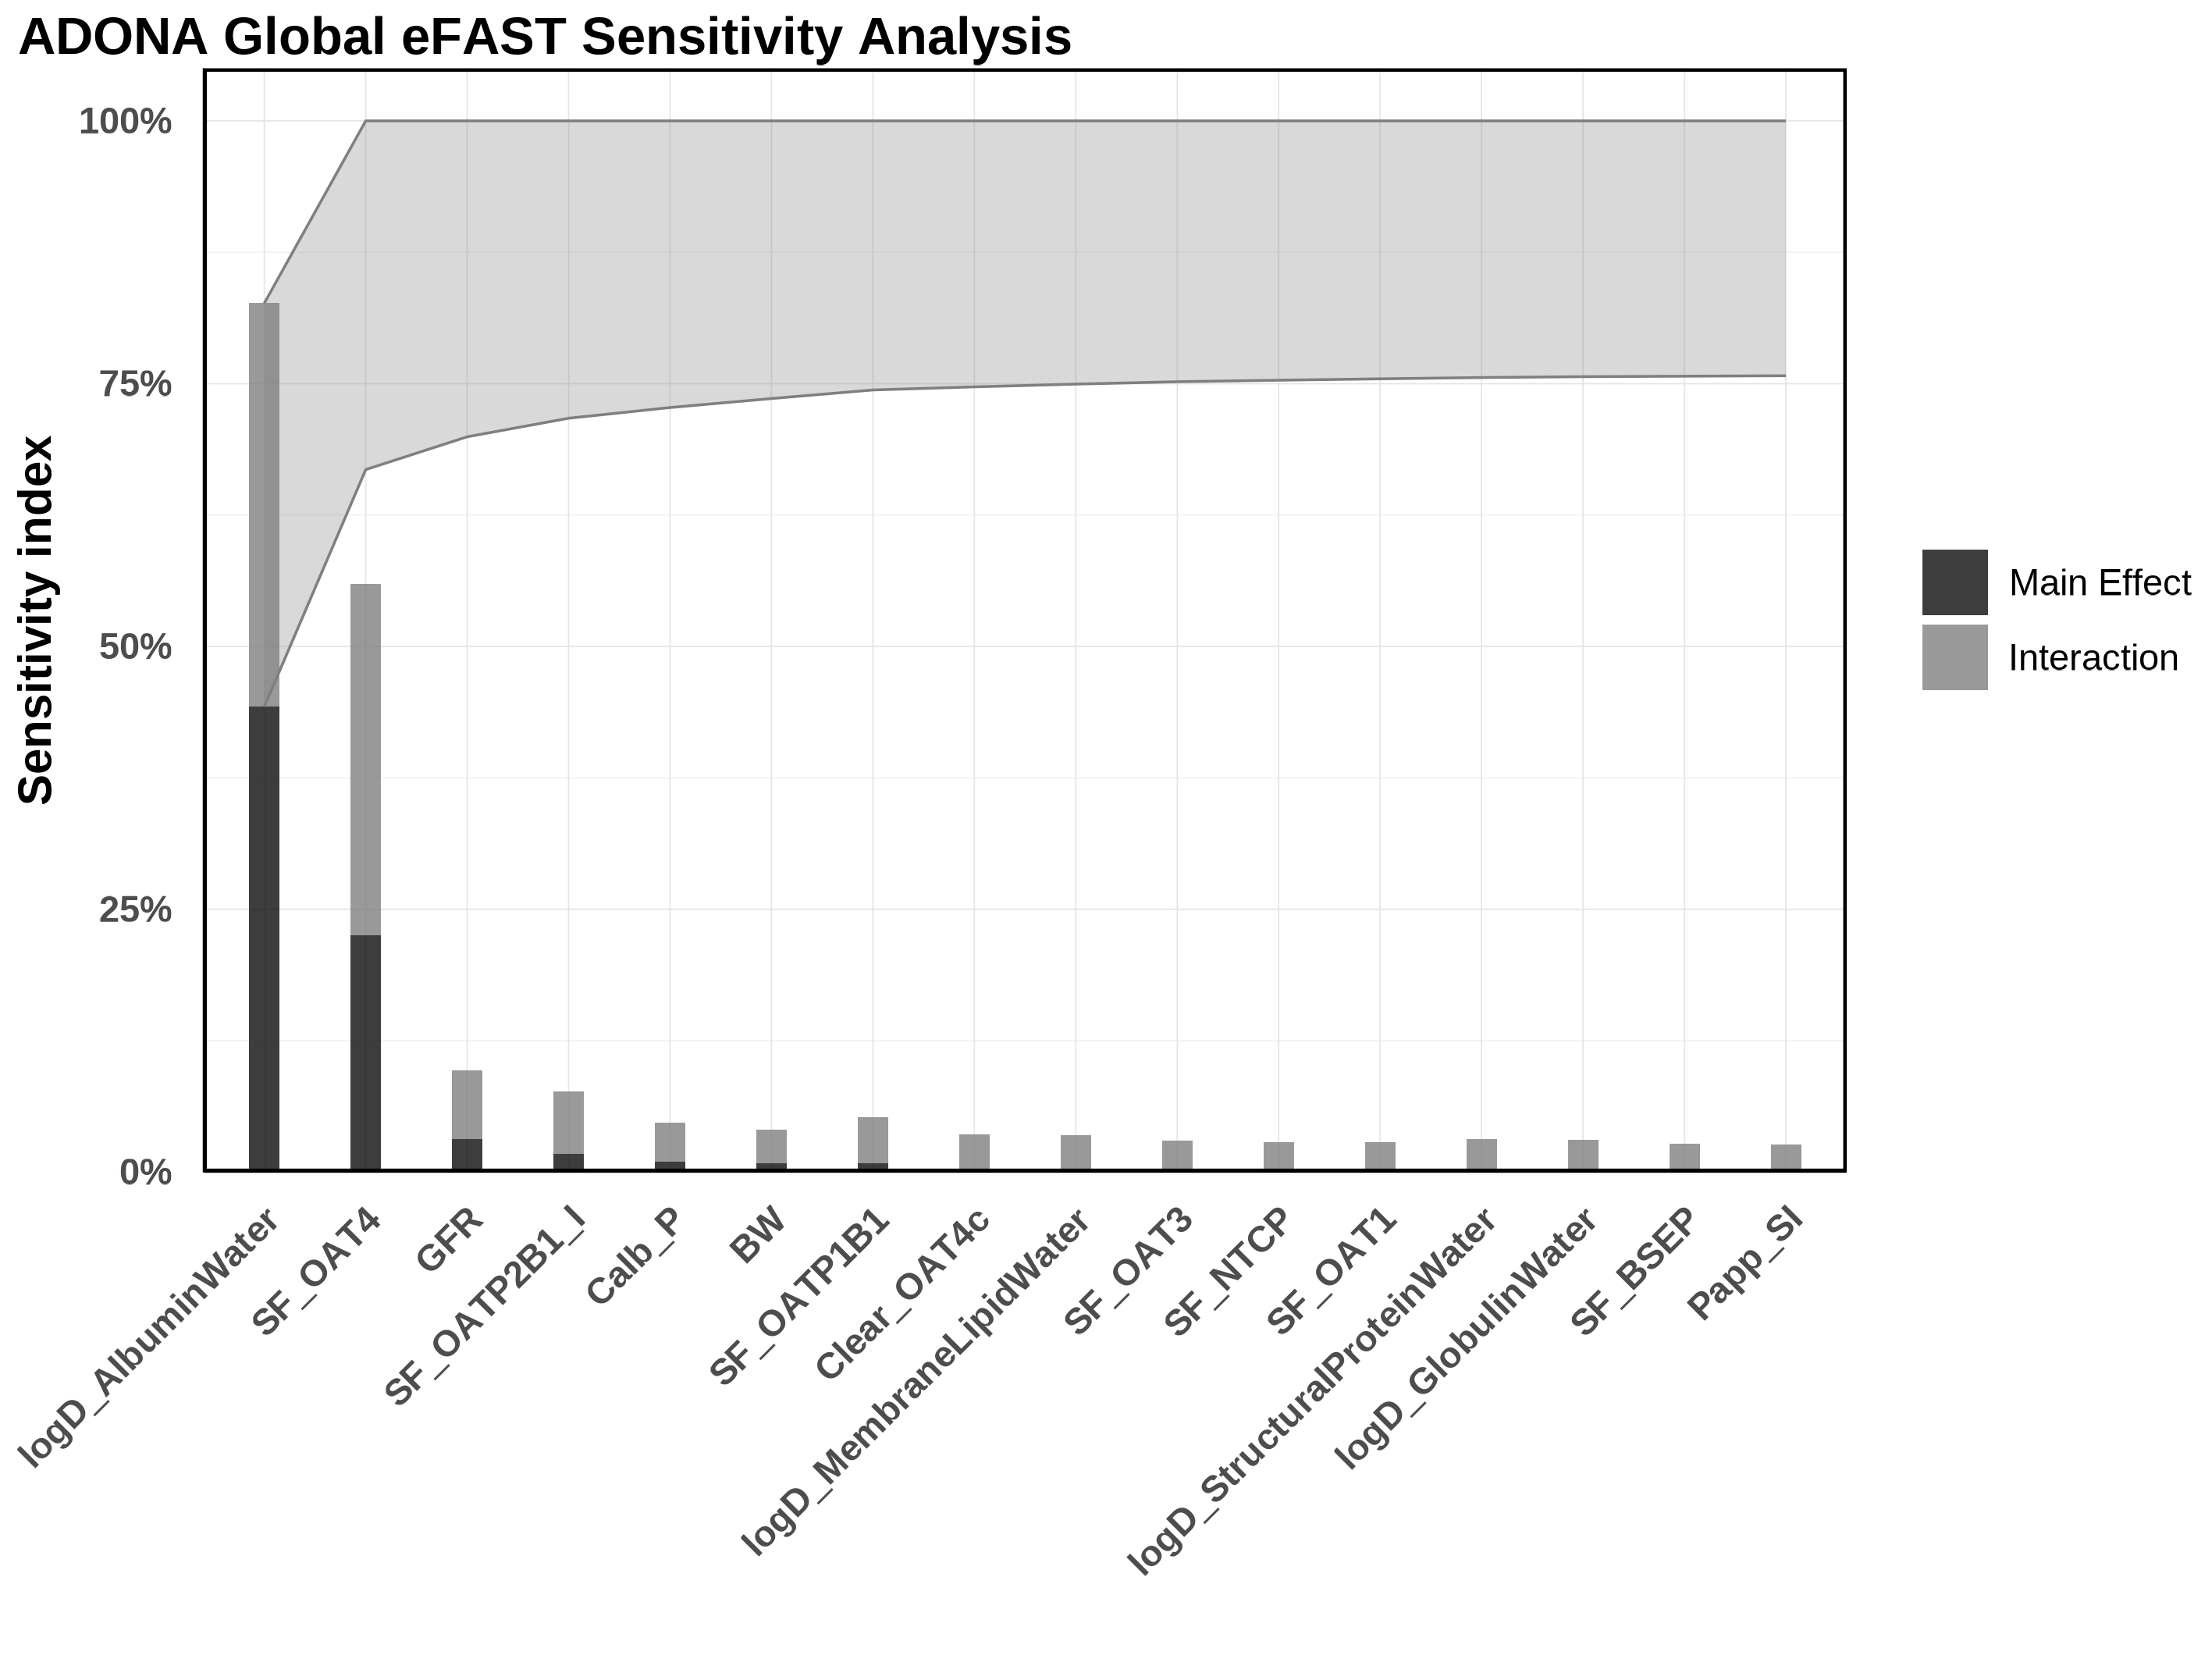 ADONA Global eFAST Sensitivity Analysis
Sensitivity index
100%
75%
50%
25%
0%
logD_AlbuminWater
SF_OAT4
GFR
SF_OATP2B1_I
Calb_P
BW
SF_OATP1B1
Clear_OAT4c
logD_MembraneLipidWater
SF_OAT3
SF_NTCP
SF_OAT1
logD_StructuralProteinWater
logD_GlobulinWater
SF_BSEP
Papp_SI
Main Effect
Interaction